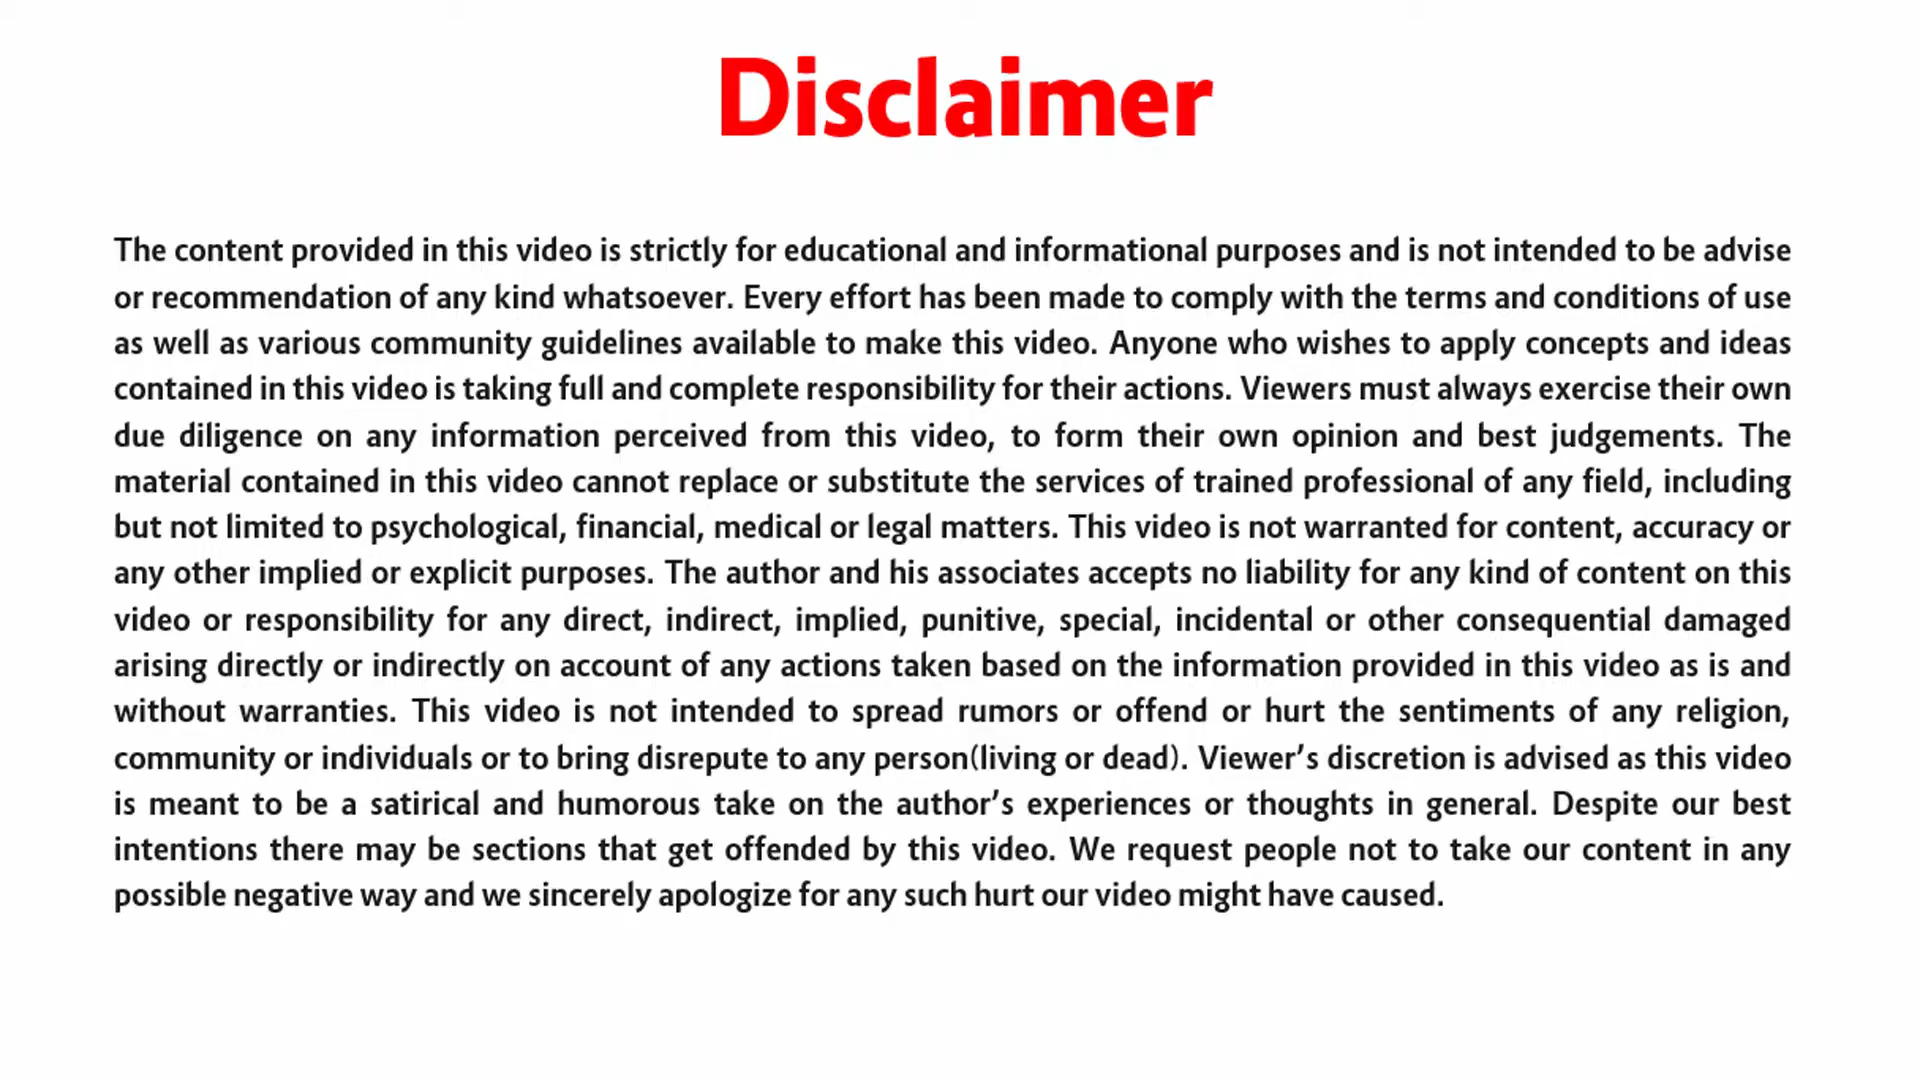 Disclaimer
The content provided in this video is strictly for educational and informational purposes and is not intended to be advise
or recommendation of any kind whatsoever. Every effort has been made to comply with the terms and conditions of use
as well as various community guidelines available to make this video. Anyone who wishes to apply concepts and ideas
contained in this video is taking full and complete responsibility for their actions. Viewers must always exercise their own
due diligence on any information perceived from this video, to form their own opinion and best judgements. The
material contained in this video cannot replace or substitute the services of trained professional of any field, including
but not limited to psychological, financial, medical or legal matters. This video is not warranted for content, accuracy or
any other implied or explicit purposes. The author and his associates accepts no liability for any kind of content on this
video or responsibility for any direct, indirect, implied, punitive, special, incidental or other consequential damaged
arising directly or indirectly on account of any actions taken based on the information provided in this video as is and
without warranties. This video is not intended to spread rumors or offend or hurt the sentiments of any religion,
community or individuals or to bring disrepute to any person(living or dead). Viewer’s discretion is advised as this video
is meant to be a satirical and humorous take on the author’s experiences or thoughts in general. Despite our best
intentions there may be sections that get offended by this video. We request people not to take our content in any
possible negative way and we sincerely apologize for any such hurt our video might have caused.